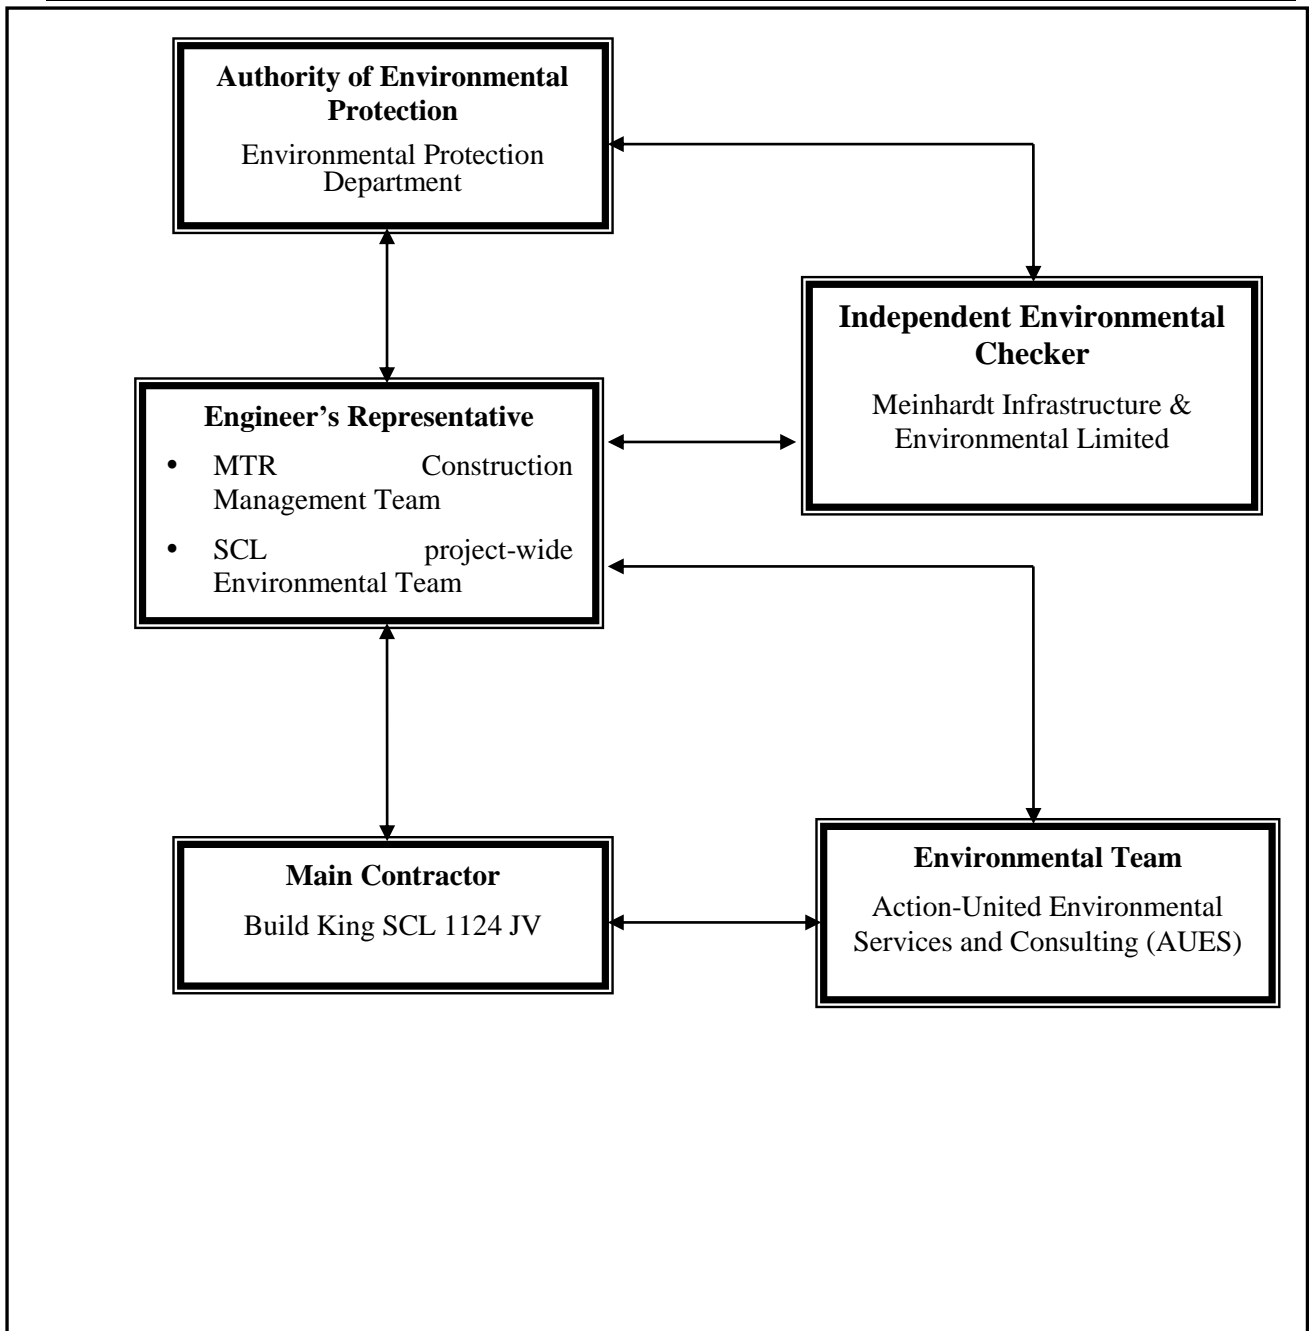 Authority of Environmental
Protection
Environmental Protection
Department
Independent Environmental
Checker
Meinhardt Infrastructure &
Environmental Limited
Engineer’s Representative
• MTR Construction
Management Team
• SCL project-wide
Environmental Team
Main Contractor
Build King SCL 1124 JV
Environmental Team
Action-United Environmental
Services and Consulting (AUES)